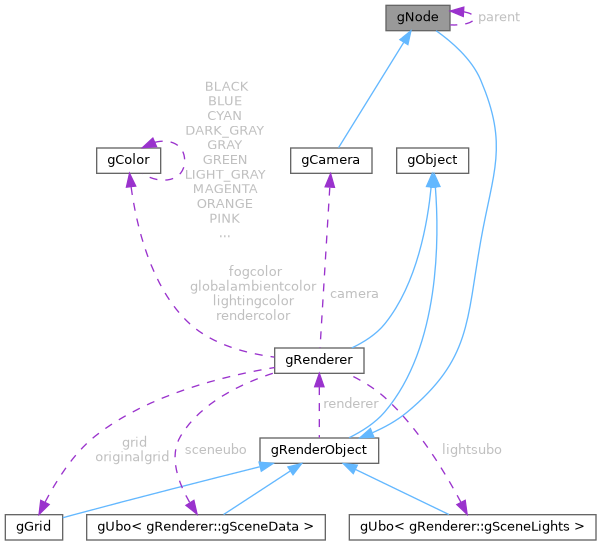 gNode
parent
BLACK
BLUE
CYAN
DARK_GRAY
GRAY
GREEN
LIGHT_GRAY
MAGENTA
ORANGE
PINK
...
gColor
gCamera
gObject
fogcolor
globalambientcolor
lightingcolor
rendercolor
camera
gRenderer
renderer
grid
originalgrid
sceneubo
lightsubo
gRenderObject
gGrid
gUbo< gRenderer::gSceneData >
gUbo< gRenderer::gSceneLights >